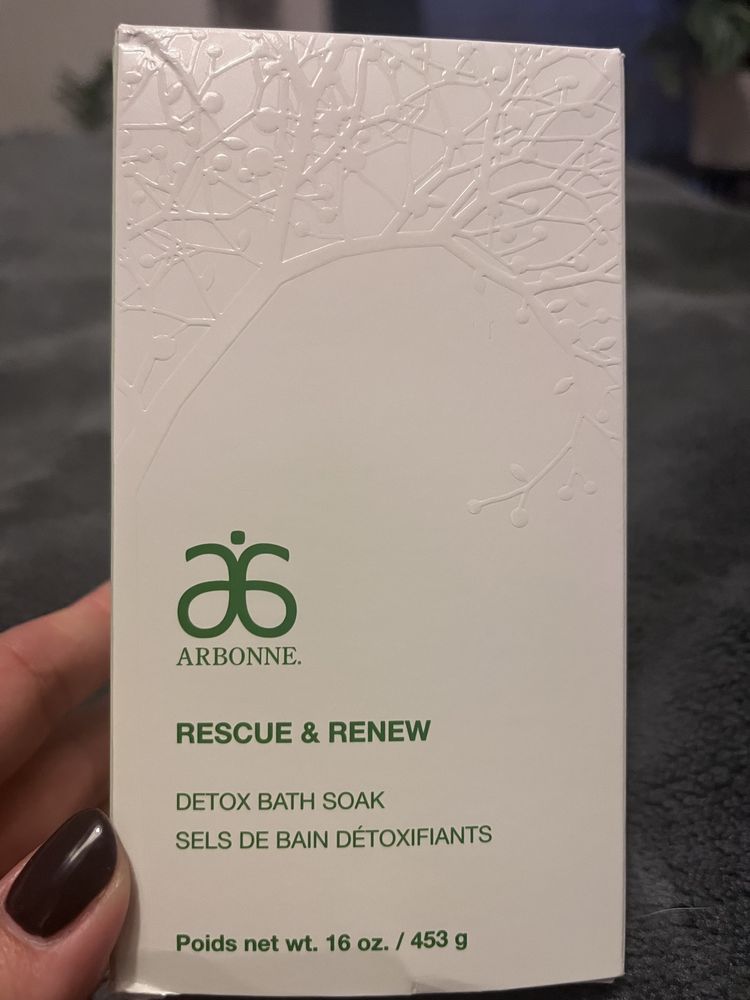 ARBONNE.
RESCUE & RENEW
DETOX BATH SOAK
SELS DE BAIN DÉTOXIFIANTS
Poids net wt. 16 oz. / 453 g